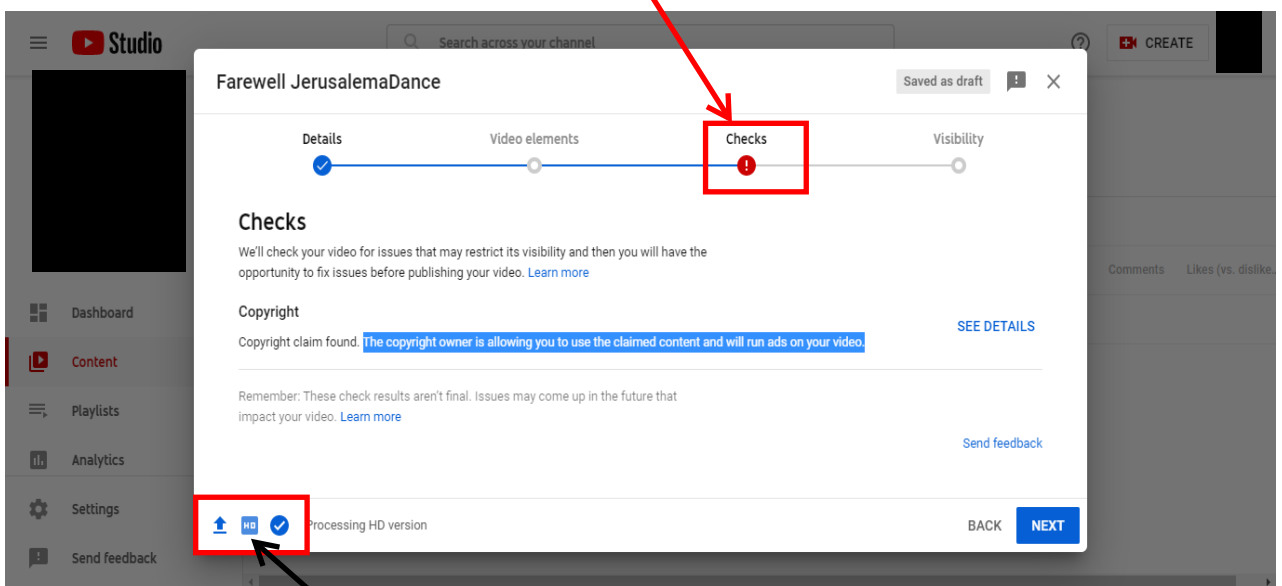 Studio
Search across your channel
CREATE
Farewell JerusalemaDance
Saved as draft
Details
Video elements
Checks
Visibility
Checks
We'll check your video for issues that may restrict its visibility and then you will have the
opportunity to fix issues before publishing your video. Learn more
Comments Likes (vs. dislike...
Copyright
Copyright claim found. The copyright owner is allowing you to use the claimed content and will run ads on your video.
SEE DETAILS
Remember: These check results aren't final. Issues may come up in the future that
impact your video. Learn more
Send feedback
Dashboard
Content
Playlists
Analytics
Settings
Send feedback
HD
Processing HD version
BACK
NEXT